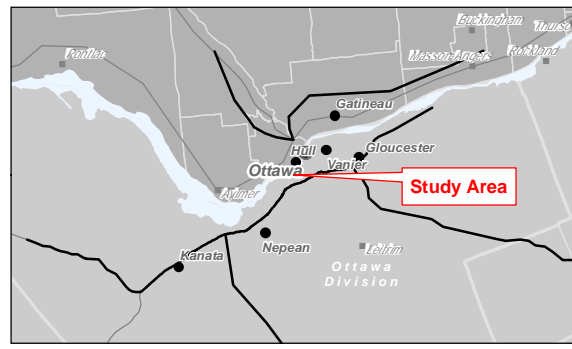 Buckingham
Thurso
Pontiac
Masson-Angers
Rockland
Gatineau
Hull
Gloucester
Ottawa
Vanier
Aylmer
Study Area
Nepean
Leitrim
Kanata
Ottawa
Division